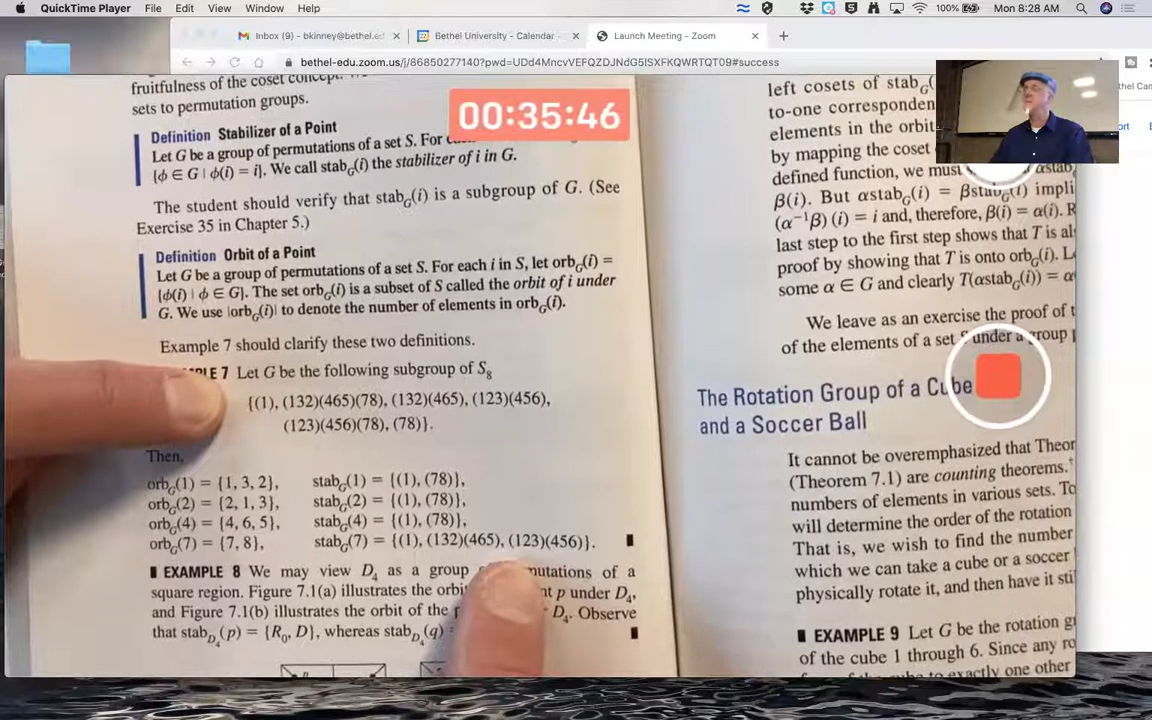 QuickTime Player File Edit View Window Help 100% Mon 8:28 AM
Inbox (9) - bkinney@bethel.ed
Bethel University - Calendar -
Launch Meeting - Zoom
bethel-edu.zoom.us/j/86850277140?pwd=UDd4MncvVEFQZDJNdG5ISXFKQWRTQT09#success
00:35:46
fruitfulness of the coset concept.
sets to permutation groups.
Definition Stabilizer of a Point
Let G be a group of permutations of a set S. For
{ϕ ∈ G | ϕ(i) = i}. We call stab_G(i) the stabilizer of i in G.
The student should verify that stab_G(i) is a subgroup of G. (See
Exercise 35 in Chapter 5.)
Definition Orbit of a Point
Let G be a group of permutations of a set S. For each i in S, let orb_G(i) =
{ϕ(i) | ϕ ∈ G}. The set orb_G(i) is a subset of S called the orbit of i under
G. We use |orb_G(i)| to denote the number of elements in orb_G(i).
Example 7 should clarify these two definitions.
7 Let G be the following subgroup of S_8
{(1), (132)(465)(78), (132)(465), (123)(456),
(123)(456)(78), (78)}.
Then,
orb_G(1) = {1, 3, 2}, stab_G(1) = {(1), (78)},
orb_G(2) = {2, 1, 3}, stab_G(2) = {(1), (78)},
orb_G(4) = {4, 6, 5}, stab_G(4) = {(1), (78)},
orb_G(7) = {7, 8}, stab_G(7) = {(1), (132)(465), (123)(456)}.
EXAMPLE 8 We may view D_4 as a group of
square region. Figure 7.1(a) illustrates the p under D_4,
and Figure 7.1(b) illustrates the orbit of the D_4. Observe
that stab_D_4(p) = {R_0, D}, whereas stab_D_4(q) =
left cosets of stab_G(
to-one
elements in the orbit
by mapping the coset
defined function, we must
β(i). But αstab_G(i) = βstab_G(i)
(α⁻¹β) (i) = i and, therefore, β(i) = α(i).
last step to the first step shows that T is
proof by showing that T is onto orb_G(i).
some α ∈ G and clearly T(αstab_G(i)) =
We leave as an exercise the proof of
of the elements of a set S under a group
The Rotation Group of a Cube
and a Soccer Ball
It cannot be overemphasized that
(Theorem 7.1) are counting theorems.
numbers of elements in various sets. To
will determine the order of the rotation
That is, we wish to find the number
which we can take a cube or a soccer
physically rotate it, and then have it
EXAMPLE 9 Let G be the rotation
of the cube 1 through 6. Since any